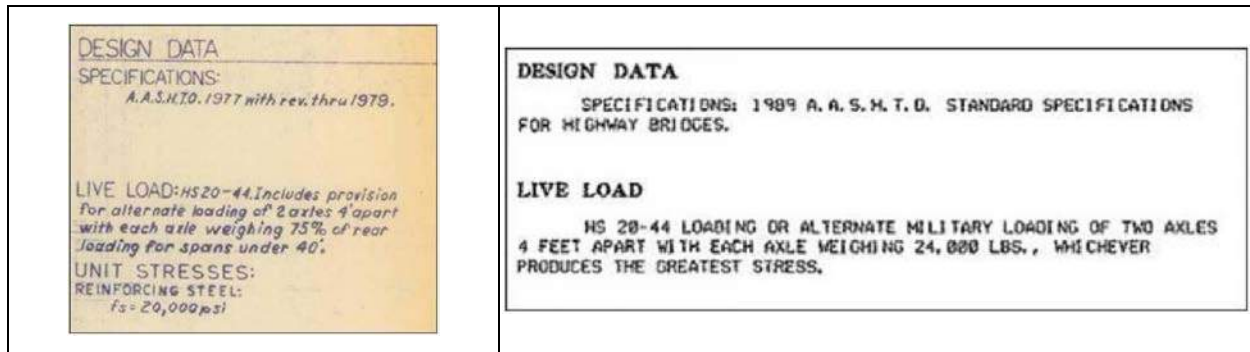 DESIGN DATA
SPECIFICATIONS:
A.A.S.H.T.O. 1977 with rev. thru 1979.
LIVE LOAD: HS20-44. Includes provision
for alternate loading of 2 axles 4' apart
with each axle weighing 75% of rear
loading for spans under 40'.
UNIT STRESSES:
REINFORCING STEEL:
fs = 20,000 psi
DESIGN DATA
SPECIFICATIONS: 1989 A.A.S.H.T.O. STANDARD SPECIFICATIONS
FOR HIGHWAY BRIDGES.
LIVE LOAD
HS 20-44 LOADING OR ALTERNATE MILITARY LOADING OF TWO AXLES
4 FEET APART WITH EACH AXLE WEIGHING 24,000 LBS., WHICHEVER
PRODUCES THE GREATEST STRESS.